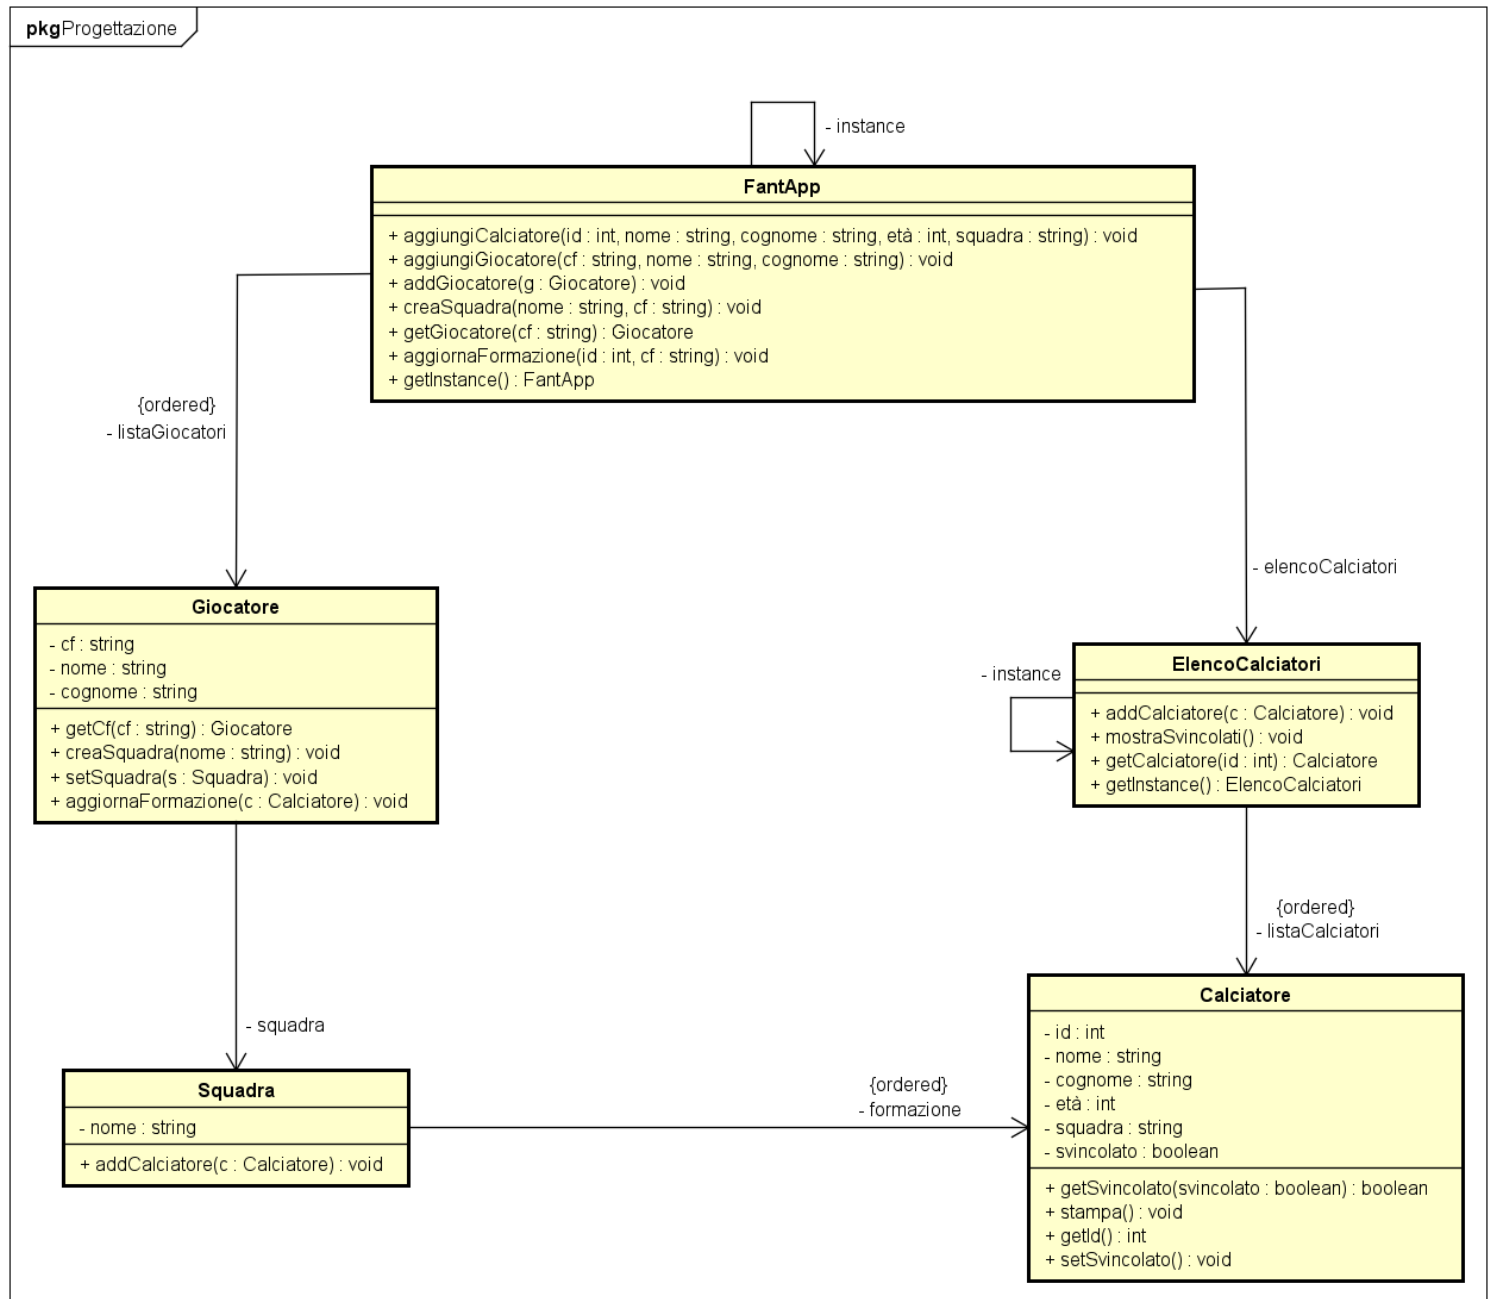 pkg Progettazione
- instance
FantApp
+ aggiungiCalciatore(id : int, nome : string, cognome : string, età : int, squadra : string) : void
+ aggiungiGiocatore(cf : string, nome : string, cognome : string) : void
+ addGiocatore(g : Giocatore) : void
+ creaSquadra(nome : string, cf : string) : void
+ getGiocatore(cf : string) : Giocatore
+ aggiornaFormazione(id : int, cf : string) : void
+ getInstance() : FantApp
{ordered}
- listaGiocatori
- elencoCalciatori
Giocatore
- cf : string
- nome : string
- cognome : string
+ getCf(cf : string) : Giocatore
+ creaSquadra(nome : string) : void
+ setSquadra(s : Squadra) : void
+ aggiornaFormazione(c : Calciatore) : void
- instance
ElencoCalciatori
+ addCalciatore(c : Calciatore) : void
+ mostraSvincolati() : void
+ getCalciatore(id : int) : Calciatore
+ getInstance() : ElencoCalciatori
{ordered}
- listaCalciatori
- squadra
Squadra
- nome : string
+ addCalciatore(c : Calciatore) : void
{ordered}
- formazione
Calciatore
- id : int
- nome : string
- cognome : string
- età : int
- squadra : string
- svincolato : boolean
+ getSvincolato(svincolato : boolean) : boolean
+ stampa() : void
+ getId() : int
+ setSvincolato() : void